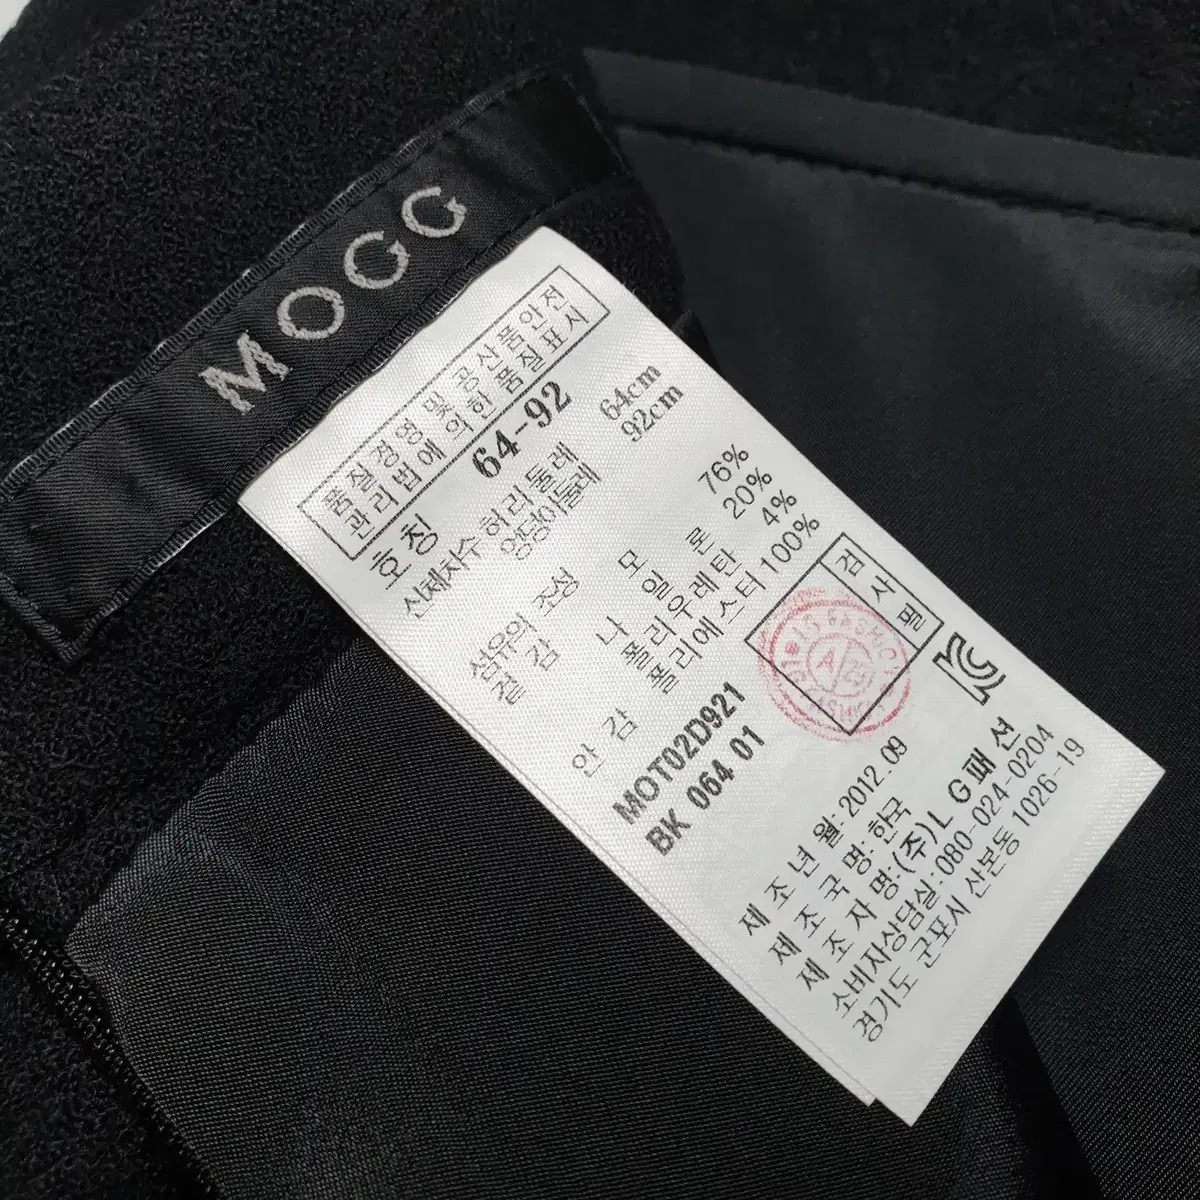 MOGG
품질경영 및 공산품안전
관리법에 의한 품질표시
호칭 64-92
신체치수 허리둘레 64cm
엉덩이둘레 92cm
섬유의 조성
겉 감 모 76%
나 일 론 20%
폴리우레탄 4%
안 감 폴리에스터 100%
MOT02D921
BK 064 01
검 사 필
제 조 년 월:2012.09
제 조 국 명:한국
제 조 자 명:(주)L G패션
소비자상담실:080-024-0204
경기도 군포시 산본동 1026-19